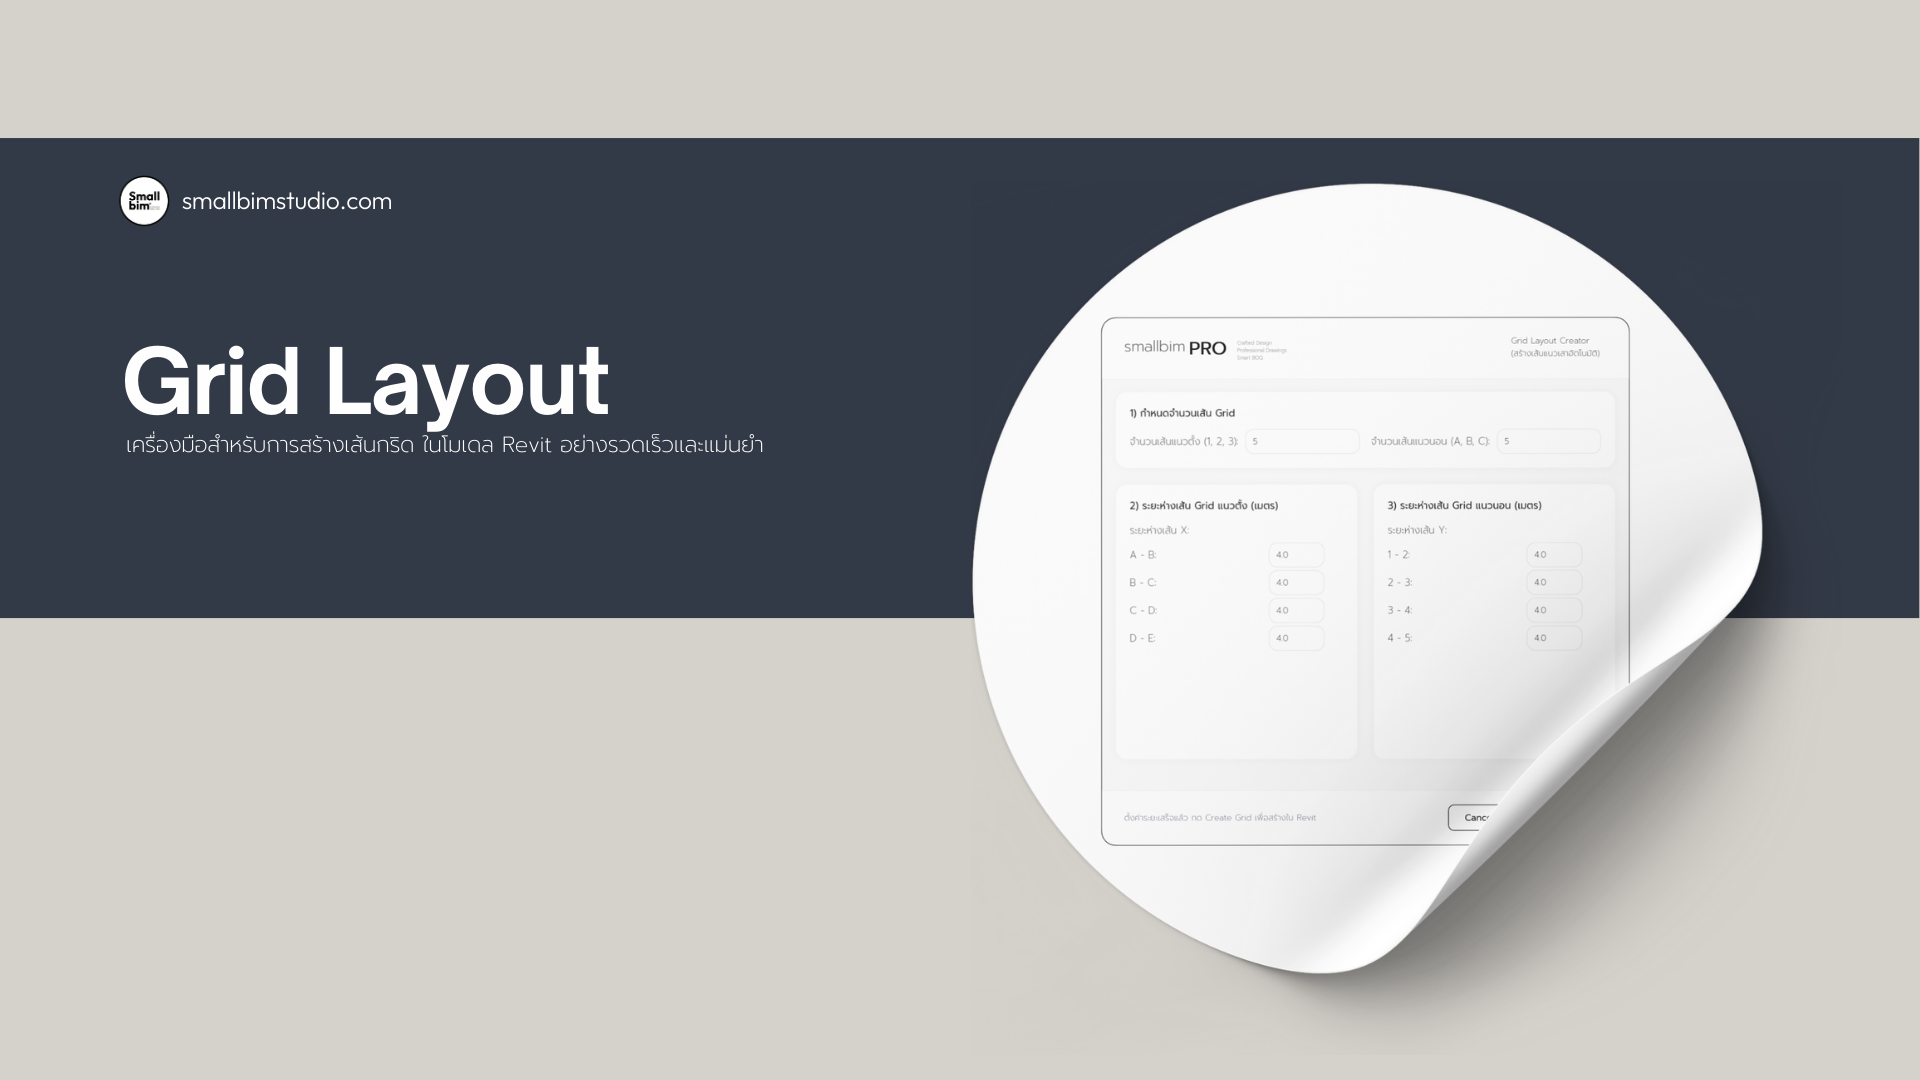 Small
bim
smallbimstudio.com
Grid Layout
เครื่องมือสำหรับการสร้างเส้นกริด ในโมเดล Revit อย่างรวดเร็วและแม่นยำ
smallbim PRO
Crafted Design
Professional Drawings
Smart BOQ
Grid Layout Creator
(สร้างเส้นแนวเสาอัตโนมัติ)
1) กำหนดจำนวนเส้น Grid
จำนวนเส้นแนวตั้ง (1, 2, 3): 5 จำนวนเส้นแนวนอน (A, B, C): 5
2) ระยะห่างเส้น Grid แนวตั้ง (เมตร)
ระยะห่างเส้น X:
A - B: 4.0
B - C: 4.0
C - D: 4.0
D - E: 4.0
3) ระยะห่างเส้น Grid แนวนอน (เมตร)
ระยะห่างเส้น Y:
1 - 2: 4.0
2 - 3: 4.0
3 - 4: 4.0
4 - 5: 4.0
ตั้งค่าระยะเสร็จแล้ว กด Create Grid เพื่อสร้างใน Revit
Canc